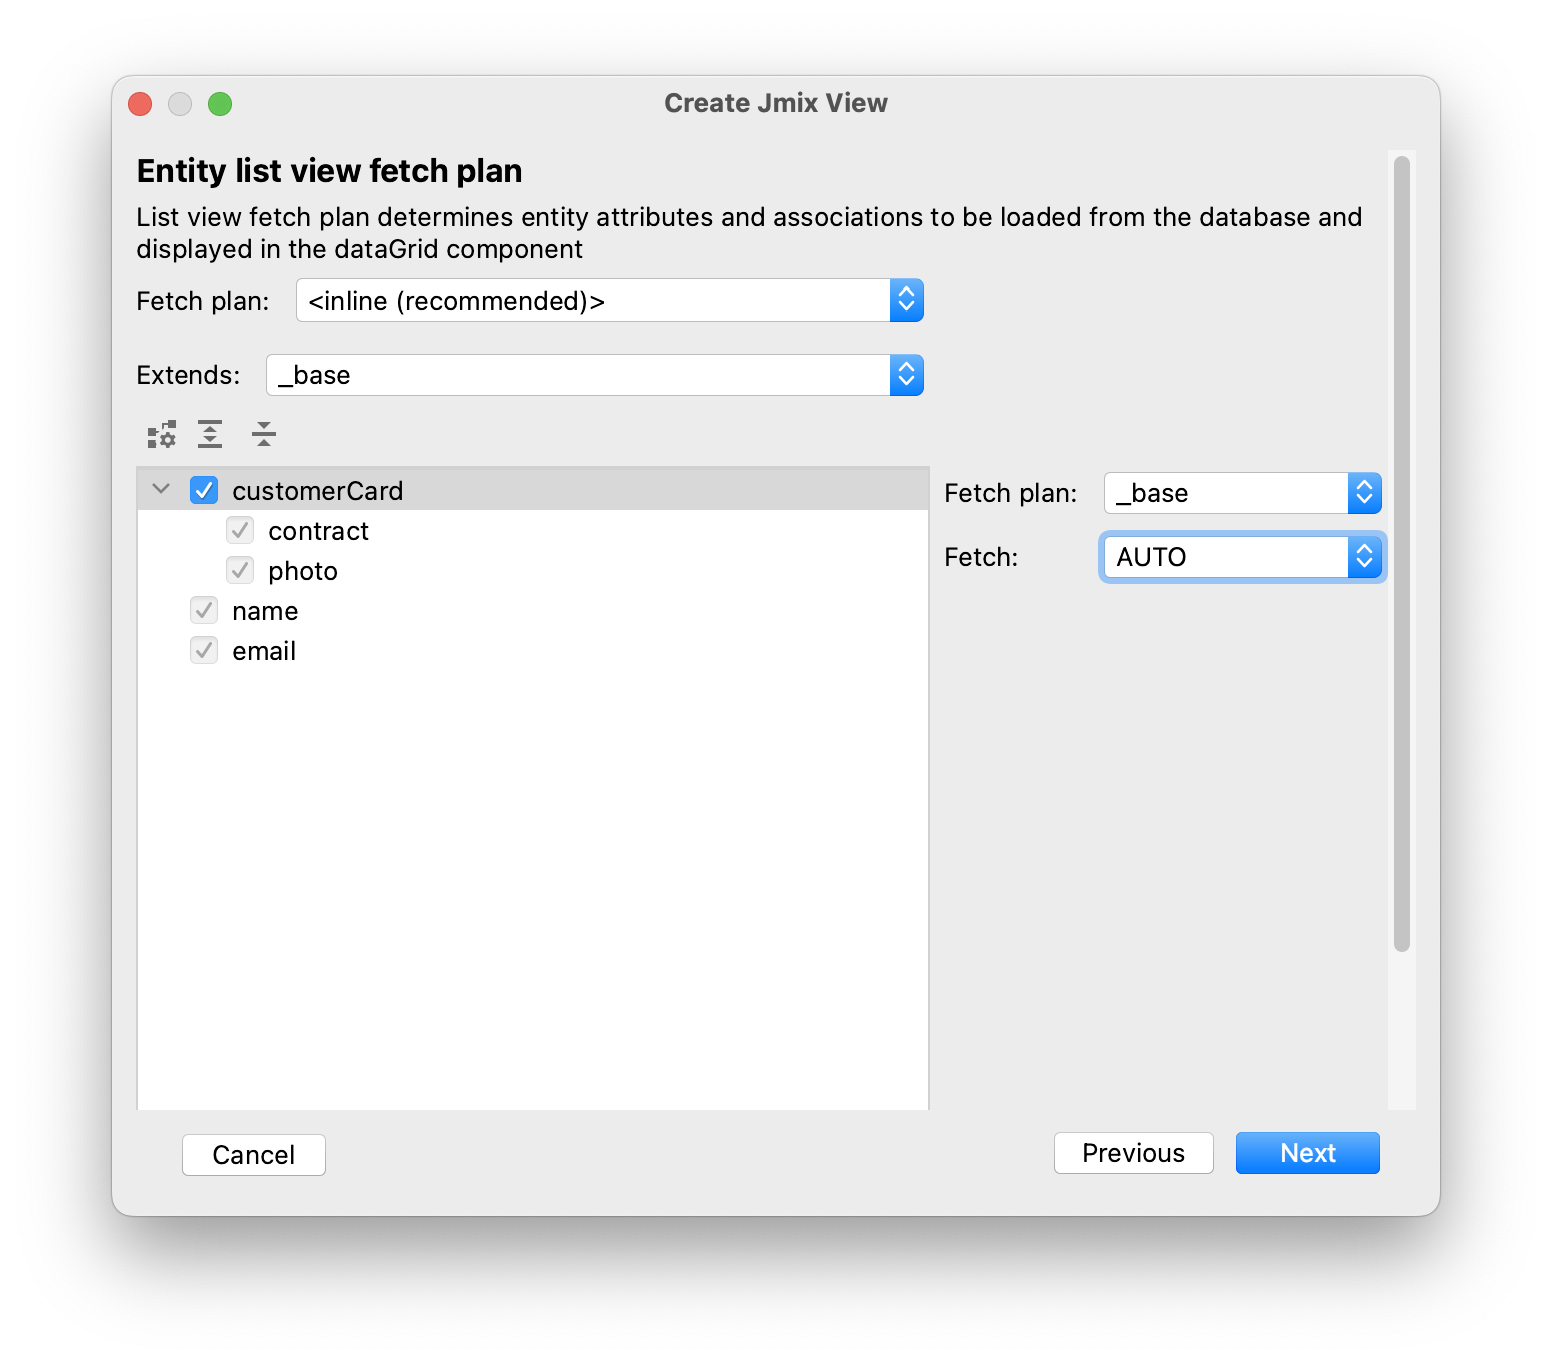 Create Jmix View
Entity list view fetch plan
List view fetch plan determines entity attributes and associations to be loaded from the database and
displayed in the dataGrid component
Fetch plan: <inline (recommended)>
Extends: _base
customerCard
contract
photo
name
email
Fetch plan: _base
Fetch: AUTO
Cancel
Previous
Next